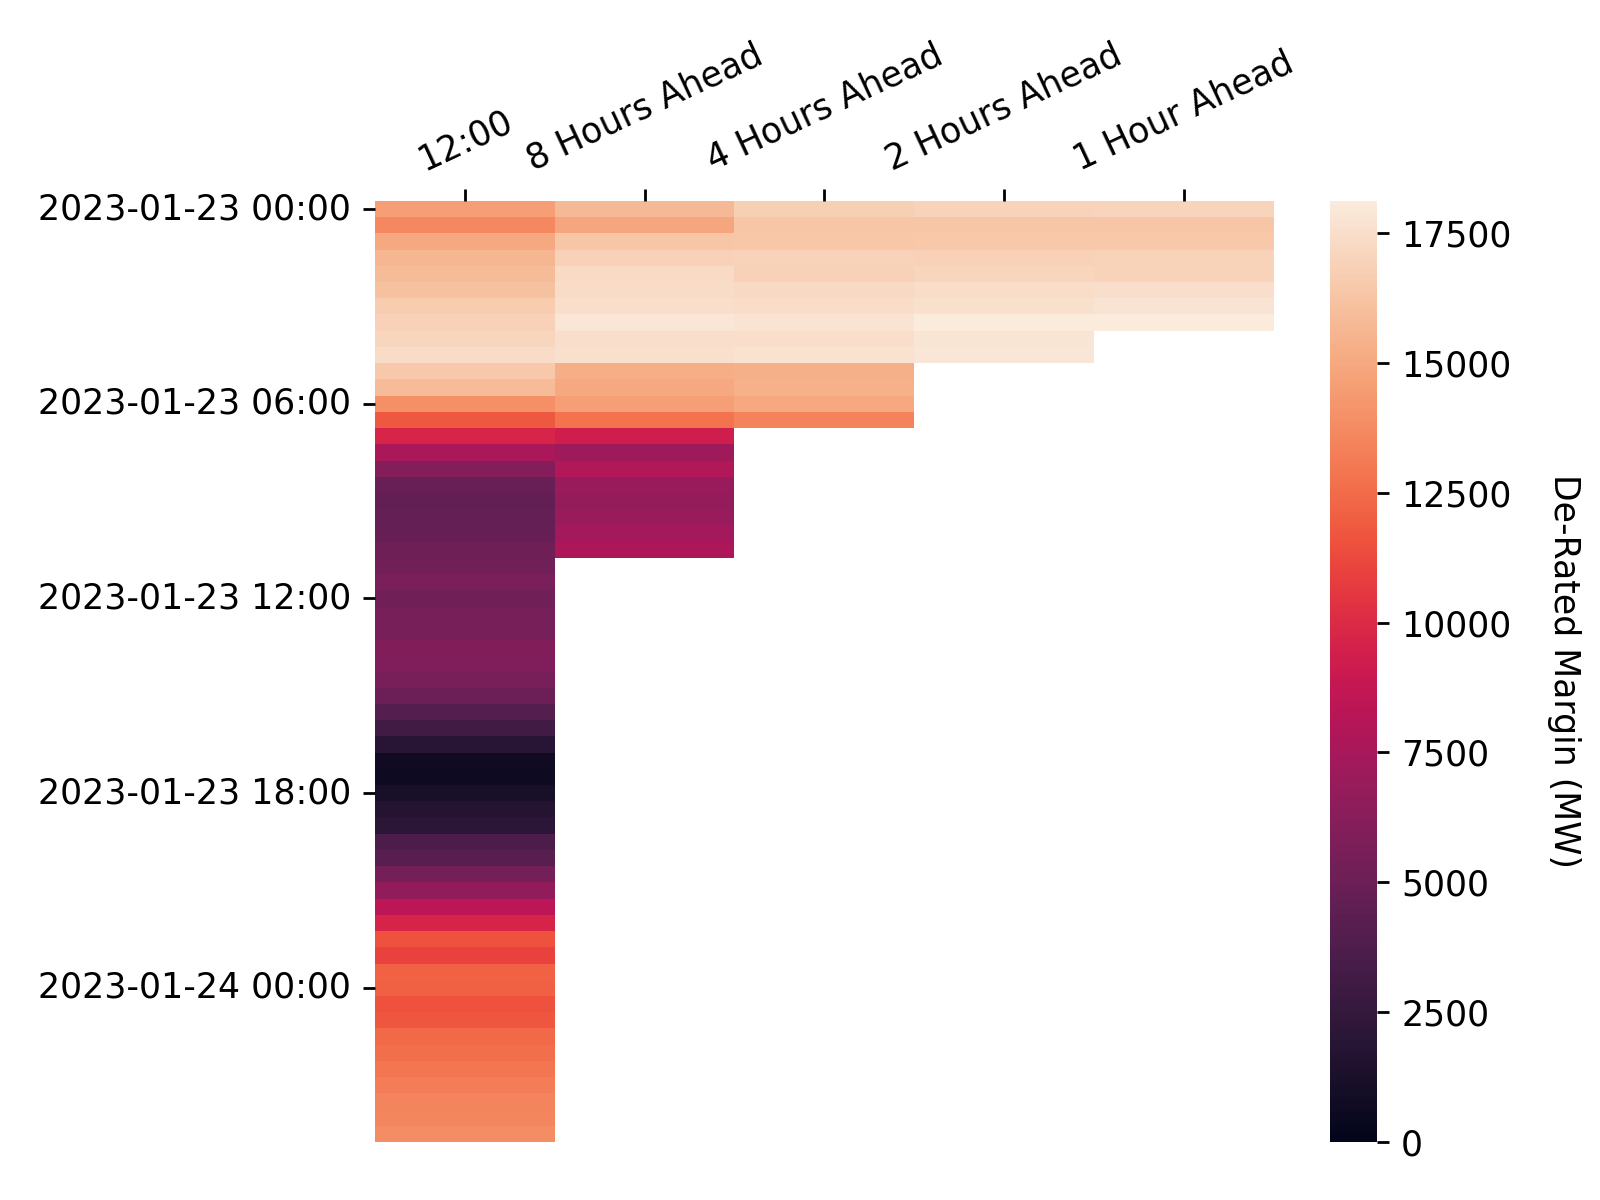 12:00
8 Hours Ahead
4 Hours Ahead
2 Hours Ahead
1 Hour Ahead
2023-01-23 00:00
2023-01-23 06:00
2023-01-23 12:00
2023-01-23 18:00
2023-01-24 00:00
17500
15000
12500
10000
7500
5000
2500
0
De-Rated Margin (MW)